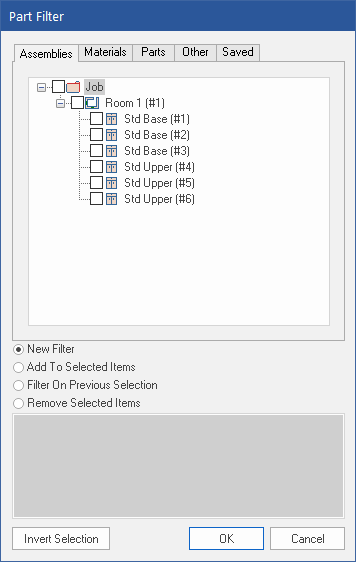 Part Filter
Assemblies Materials Parts Other Saved
Job
Room 1 (#1)
Std Base (#1)
Std Base (#2)
Std Base (#3)
Std Upper (#4)
Std Upper (#5)
Std Upper (#6)
New Filter
Add To Selected Items
Filter On Previous Selection
Remove Selected Items
Invert Selection OK Cancel